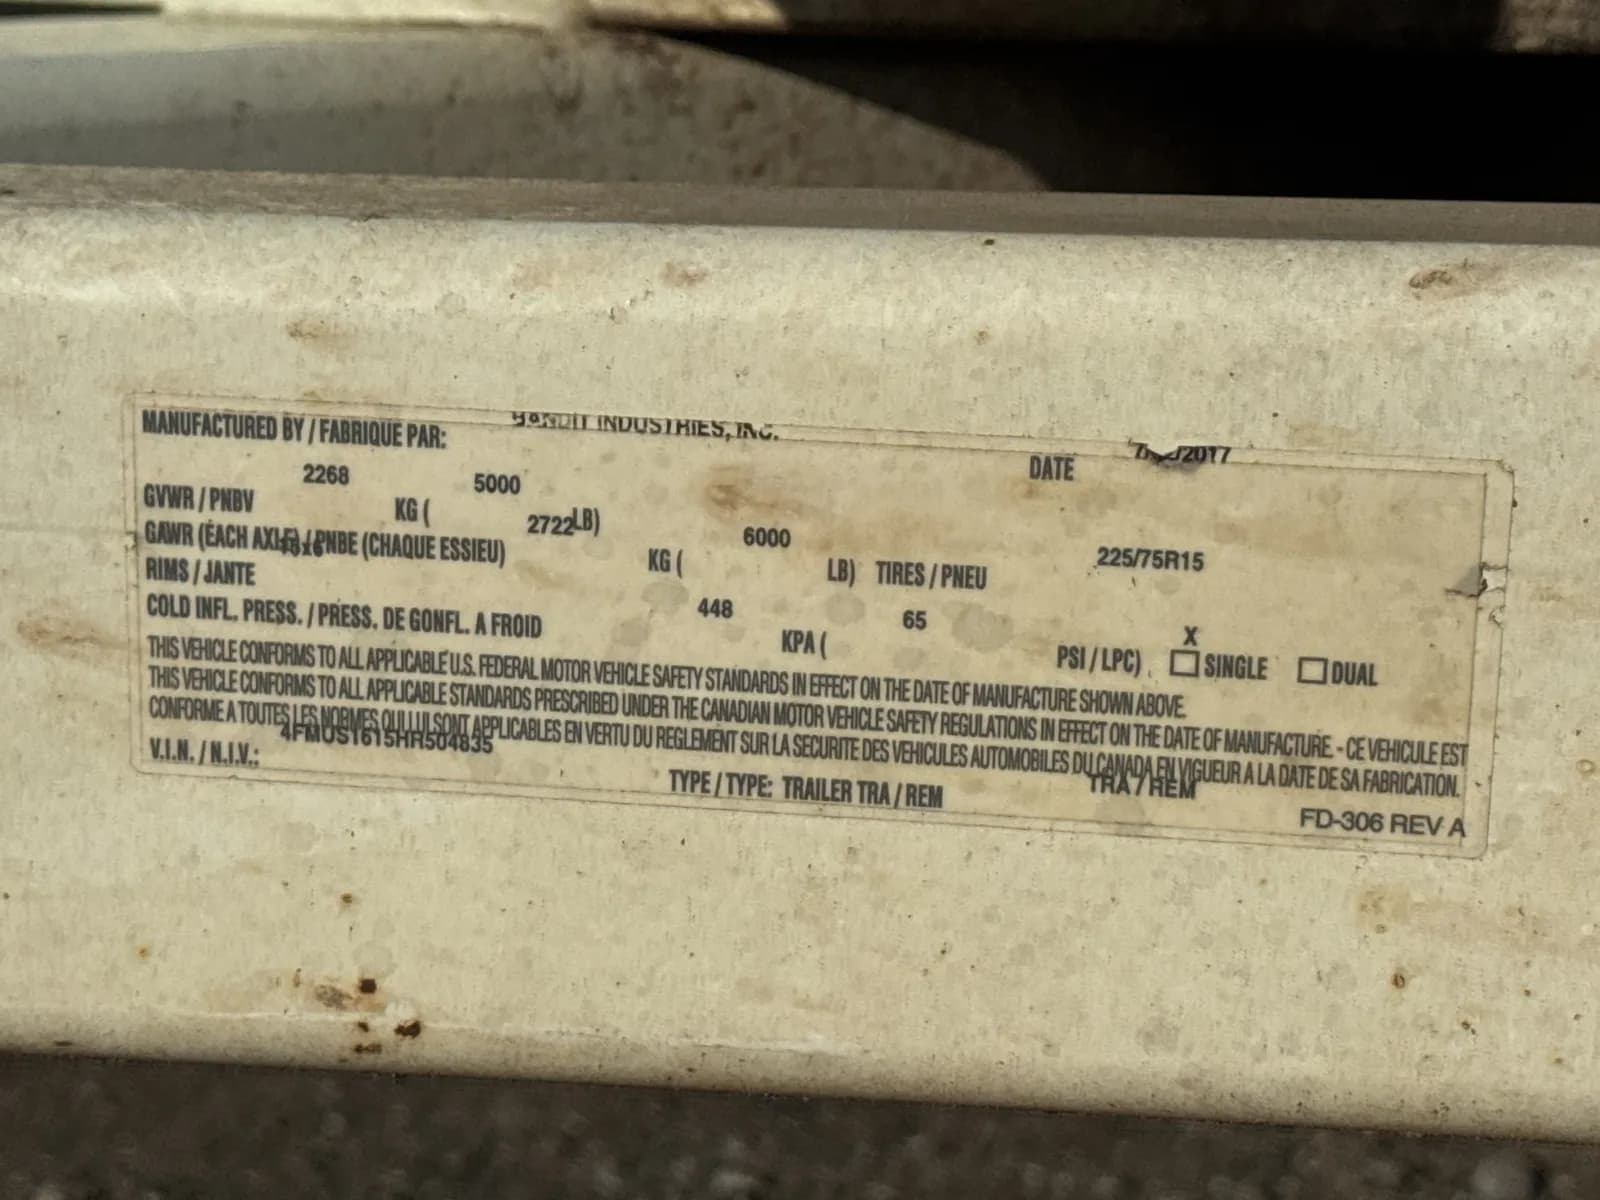 MANUFACTURED BY / FABRIQUE PAR: BANDIT INDUSTRIES, INC. DATE 2017
GVWR / PNBV 2268 KG ( 5000 LB)
GAWR (EACH AXLE) / PNBE (CHAQUE ESSIEU) 2722 KG ( 6000 LB) TIRES / PNEU 225/75R15
RIMS / JANTE 15x6
COLD INFL. PRESS. / PRESS. DE GONFL. A FROID 448 KPA ( 65 PSI / LPC) X SINGLE DUAL
THIS VEHICLE CONFORMS TO ALL APPLICABLE U.S. FEDERAL MOTOR VEHICLE SAFETY STANDARDS IN EFFECT ON THE DATE OF MANUFACTURE SHOWN ABOVE.
THIS VEHICLE CONFORMS TO ALL APPLICABLE STANDARDS PRESCRIBED UNDER THE CANADIAN MOTOR VEHICLE SAFETY REGULATIONS IN EFFECT ON THE DATE OF MANUFACTURE. - CE VEHICULE EST
CONFORME A TOUTES LES NORMES QUI LUI SONT APPLICABLES EN VERTU DU REGLEMENT SUR LA SECURITE DES VEHICULES AUTOMOBILES DU CANADA EN VIGUEUR A LA DATE DE SA FABRICATION.
V.I.N. / N.I.V.: 4FMUS1615HR504835 TYPE / TYPE: TRAILER TRA / REM TRA / REM
FD-306 REV A